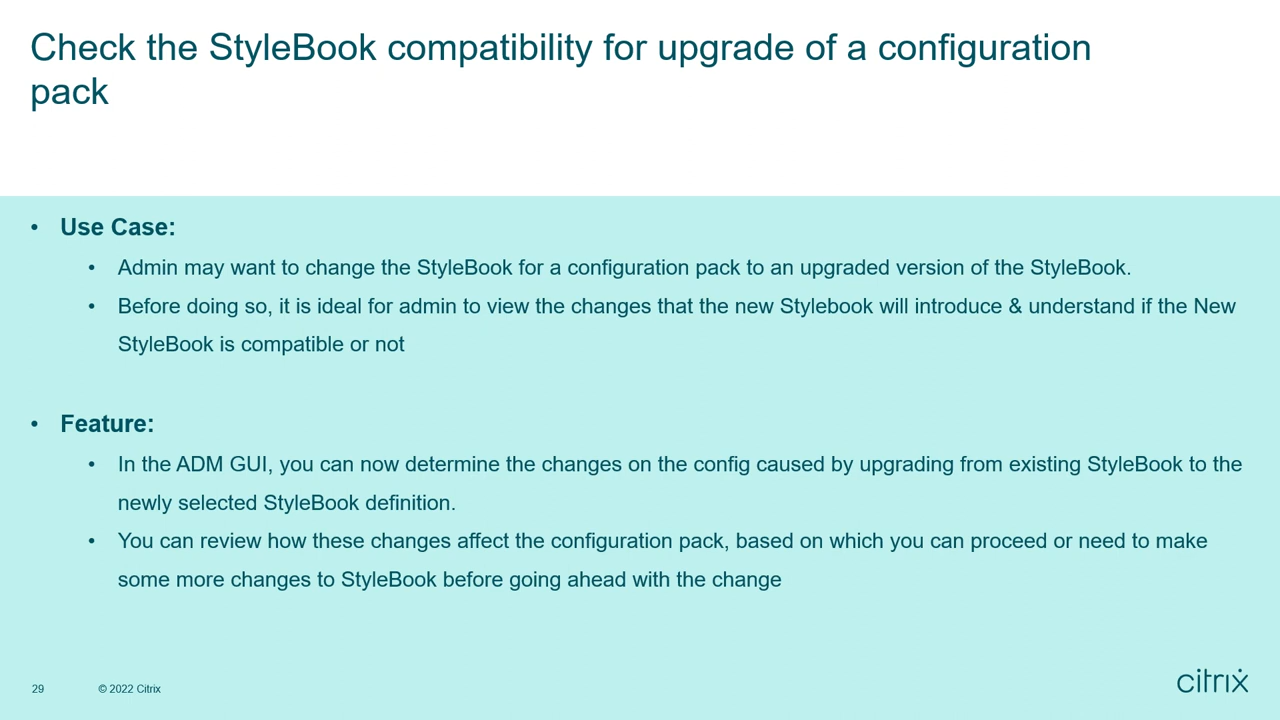 Check the StyleBook compatibility for upgrade of a configuration
pack
• Use Case:
• Admin may want to change the StyleBook for a configuration pack to an upgraded version of the StyleBook.
• Before doing so, it is ideal for admin to view the changes that the new Stylebook will introduce & understand if the New
StyleBook is compatible or not
• Feature:
• In the ADM GUI, you can now determine the changes on the config caused by upgrading from existing StyleBook to the
newly selected StyleBook definition.
• You can review how these changes affect the configuration pack, based on which you can proceed or need to make
some more changes to StyleBook before going ahead with the change
29 © 2022 Citrix
citrix